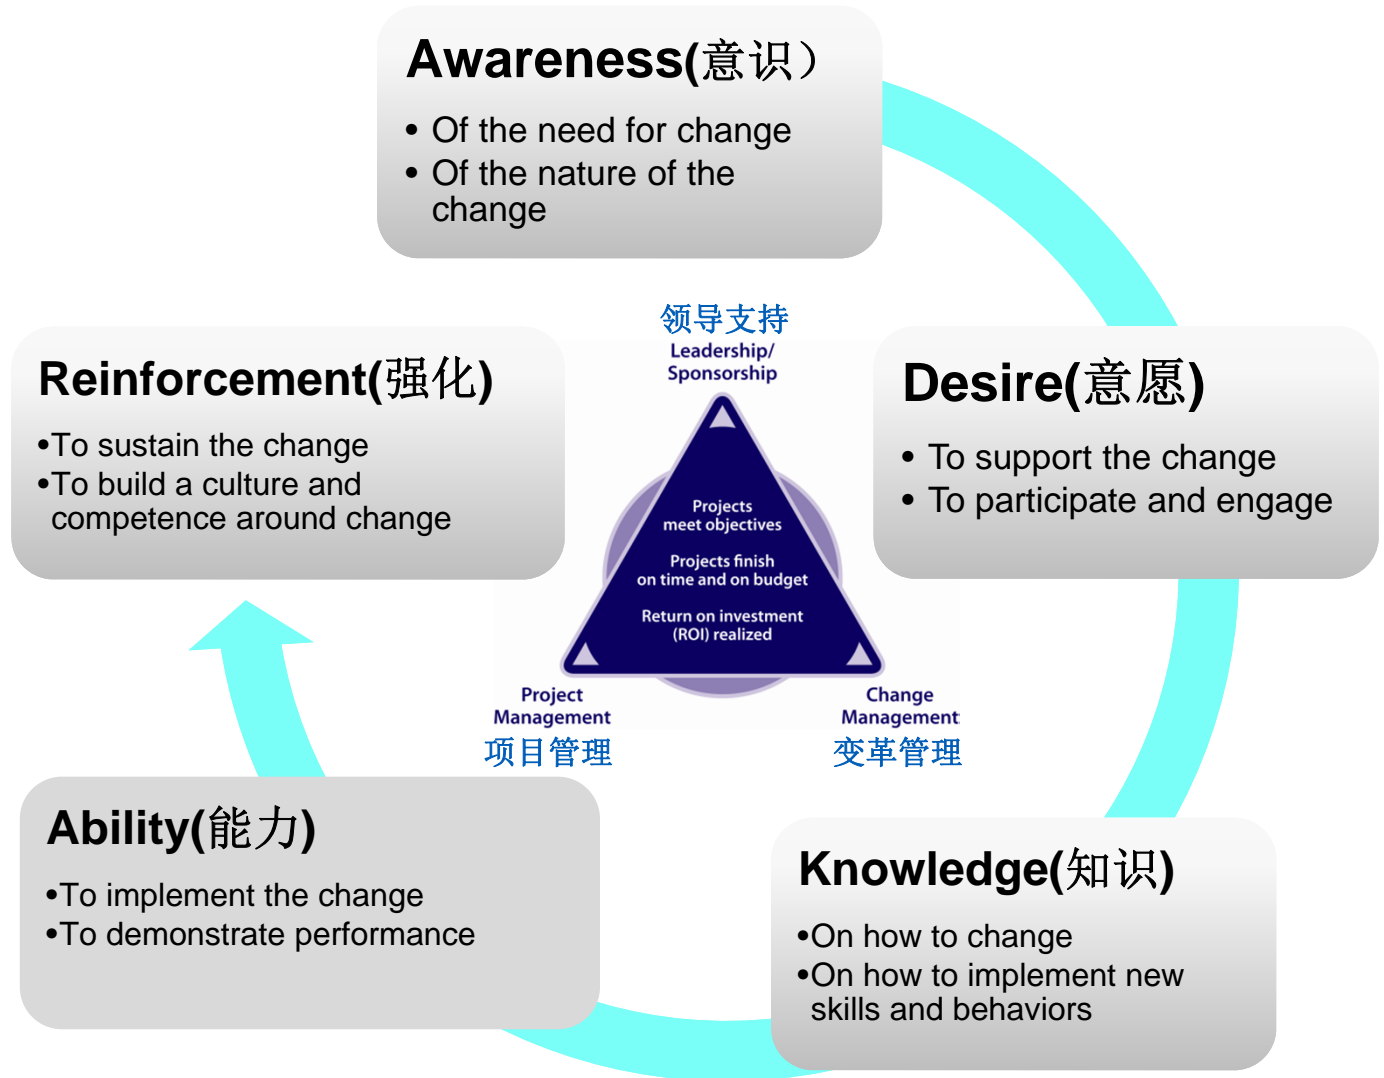 Awareness(意识）
• Of the need for change
• Of the nature of the
change
Desire(意愿)
• To support the change
• To participate and engage
Knowledge(知识)
•On how to change
•On how to implement new
skills and behaviors
Ability(能力)
•To implement the change
•To demonstrate performance
Reinforcement(强化)
•To sustain the change
•To build a culture and
competence around change
领导支持
Leadership/
Sponsorship
Projects
meet objectives
Projects finish
on time and on budget
Return on investment
(ROI) realized
Project
Management
项目管理
Change
Management
变革管理